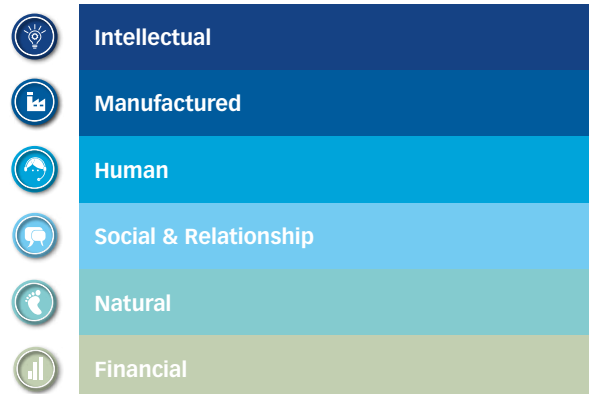 Intellectual
Manufactured
Human
Social & Relationship
Natural
Financial